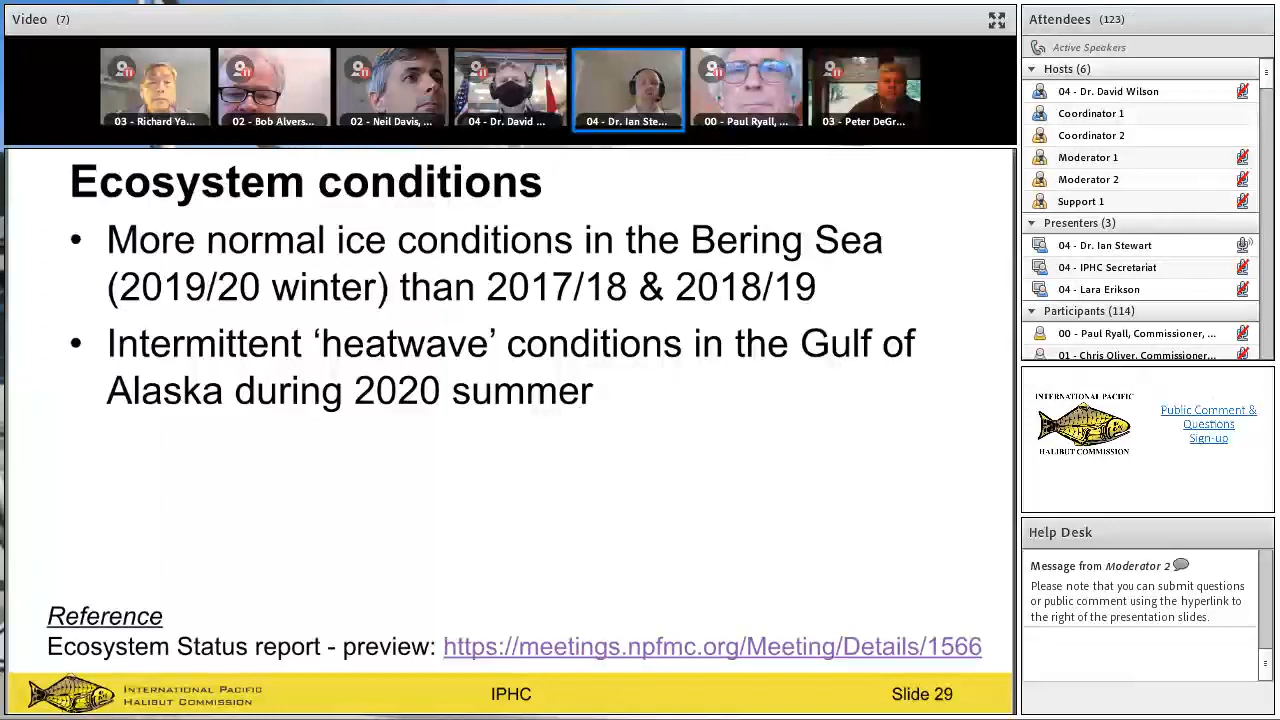 Video (7)
03 - Richard Ya...
02 - Bob Alvers...
02 - Neil Davis, ...
04 - Dr. David ...
04 - Dr. Ian Ste...
00 - Paul Ryall, ...
03 - Peter DeGr...
Ecosystem conditions
• More normal ice conditions in the Bering Sea
(2019/20 winter) than 2017/18 & 2018/19
• Intermittent ‘heatwave’ conditions in the Gulf of
Alaska during 2020 summer
Reference
Ecosystem Status report - preview: https://meetings.npfmc.org/Meeting/Details/1566
INTERNATIONAL PACIFIC
HALIBUT COMMISSION
IPHC
Slide 29
Attendees (123)
Active Speakers
Hosts (6)
04 - Dr. David Wilson
Coordinator 1
Coordinator 2
Moderator 1
Moderator 2
Support 1
Presenters (3)
04 - Dr. Ian Stewart
04 - IPHC Secretariat
04 - Lara Erikson
Participants (114)
00 - Paul Ryall, Commissioner, ...
01 - Chris Oliver, Commissioner...
INTERNATIONAL PACIFIC
HALIBUT COMMISSION
Public Comment &
Questions
Sign-up
Help Desk
Message from Moderator 2
Please note that you can submit questions
or public comment using the hyperlink to
the right of the presentation slides.